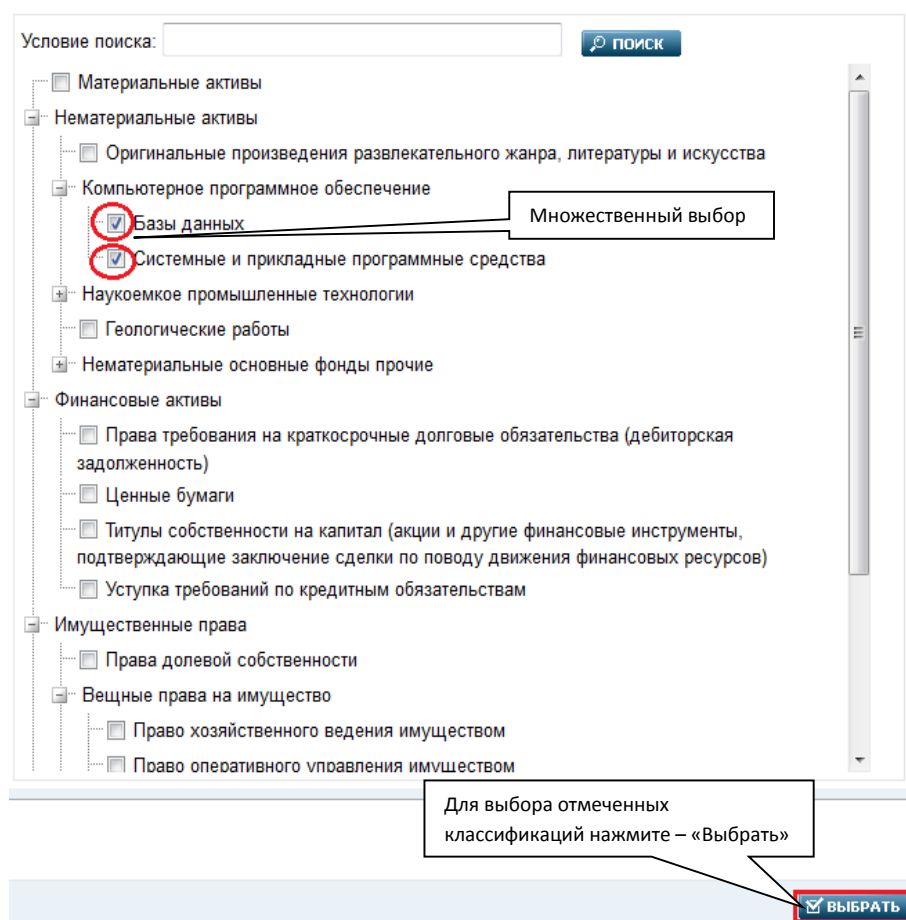 Условие поиска:
ПОИСК
Материальные активы
Нематериальные активы
Оригинальные произведения развлекательного жанра, литературы и искусства
Компьютерное программное обеспечение
Базы данных
Множественный выбор
Системные и прикладные программные средства
Наукоемкое промышленные технологии
Геологические работы
Нематериальные основные фонды прочие
Финансовые активы
Права требования на краткосрочные долговые обязательства (дебиторская
задолженность)
Ценные бумаги
Титулы собственности на капитал (акции и другие финансовые инструменты,
подтверждающие заключение сделки по поводу движения финансовых ресурсов)
Уступка требований по кредитным обязательствам
Имущественные права
Права долевой собственности
Вещные права на имущество
Право хозяйственного ведения имуществом
Право оперативного управления имуществом
Для выбора отмеченных
классификаций нажмите – «Выбрать»
ВЫБРАТЬ